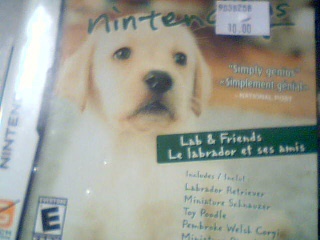 nintendogs
10.00
"Simply genius"
"Simplement génial"
- NATIONAL POST
Lab & Friends
Le labrador et ses amis
Includes / Inclut
Labrador Retriever
Miniature Schnauzer
Toy Poodle
Pembroke Welsh Corgi
NINTENDO
EVERYONE
E